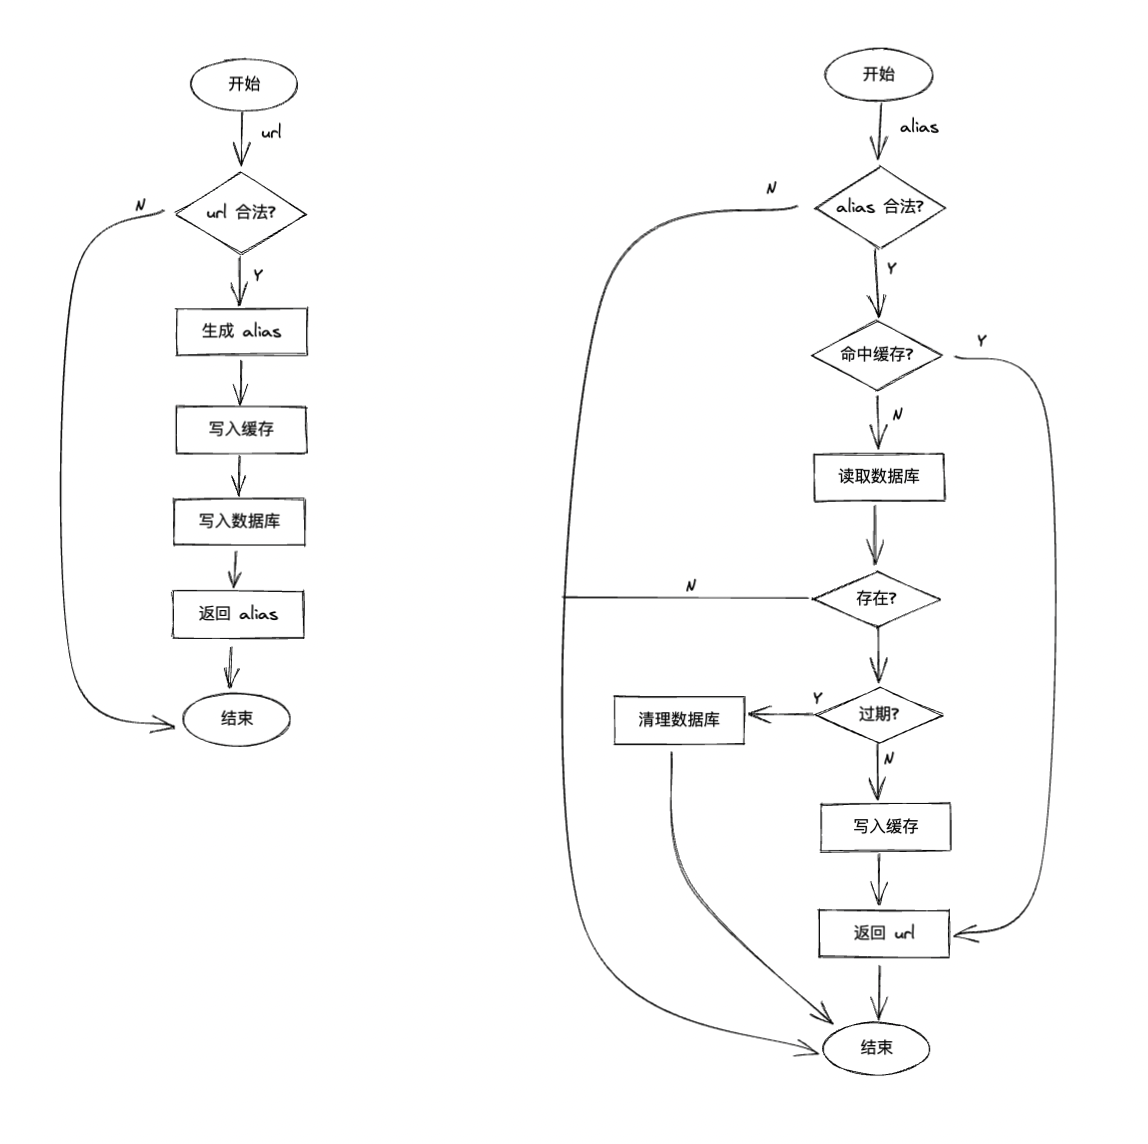 开始
url
N
url 合法?
Y
生成 alias
写入缓存
写入数据库
返回 alias
结束
开始
alias
N
alias 合法?
Y
命中缓存?
Y
N
读取数据库
N
存在?
Y
过期?
清理数据库
N
写入缓存
返回 url
结束